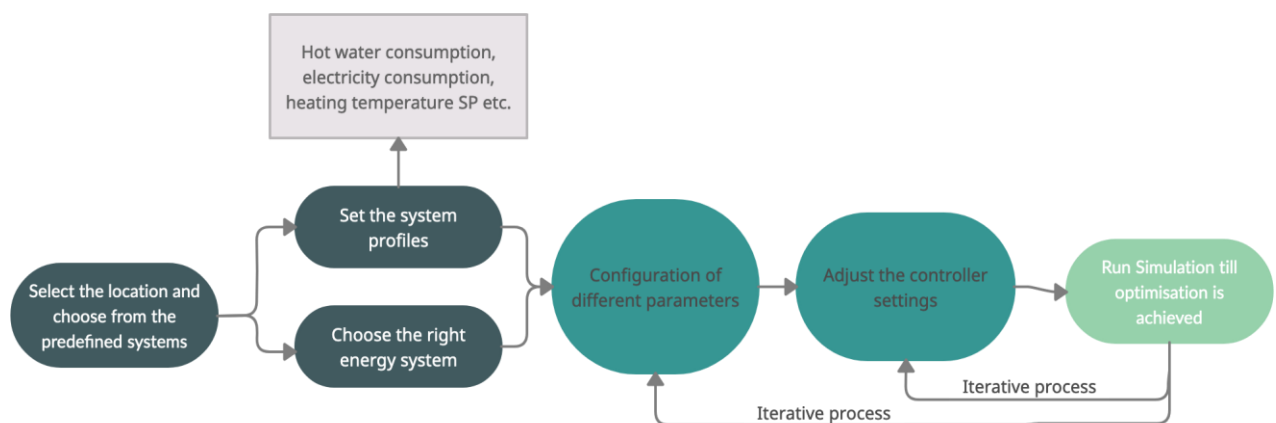 Hot water consumption,
electricity consumption,
heating temperature SP etc.
Set the system
profiles
Select the location and
choose from the
predefined systems
Choose the right
energy system
Configuration of
different parameters
Adjust the controller
settings
Run Simulation till
optimisation is
achieved
Iterative process
Iterative process